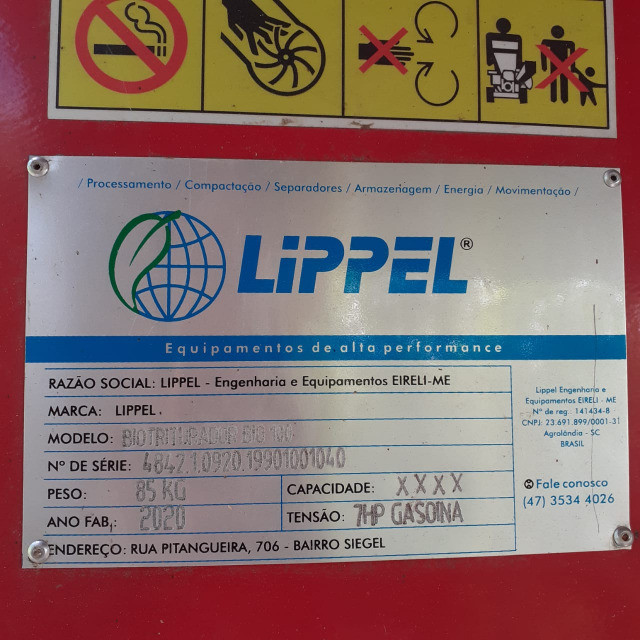 / Processamento / Compactação / Separadores / Armazenagem / Energia / Movimentação /
LiPPEL®
Equipamentos de alta performance
RAZÃO SOCIAL: LIPPEL - Engenharia e Equipamentos EIRELI-ME
MARCA: LIPPEL.
MODELO: BIOTRITURADOR BIO 100
Nº DE SÉRIE: 4842.1.0920.19901001040
PESO: 85 KG
CAPACIDADE: XXXX
ANO FAB,: 2020
TENSÃO: 7HP GASOINA
ENDEREÇO: RUA PITANGUEIRA, 706 - BAIRRO SIEGEL
Lippel Engenharia e
Equipamentos EIRELI - ME
Nº de reg. 141434-8
CNPJ: 23.691.899/0001-31
Agrolândia - SC
BRASIL
Fale conosco
(47) 3534 4026